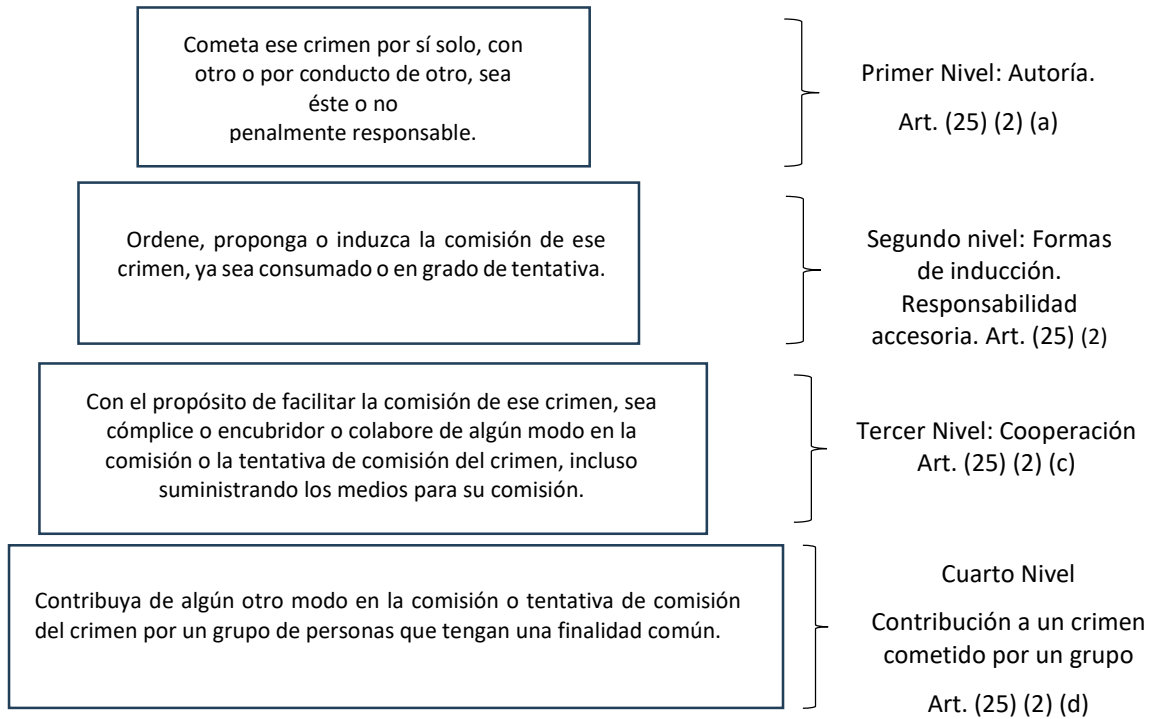 Cometa ese crimen por sí solo, con
otro o por conducto de otro, sea
éste o no
penalmente responsable.
Primer Nivel: Autoría.
Art. (25) (2) (a)
Ordene, proponga o induzca la comisión de ese
crimen, ya sea consumado o en grado de tentativa.
Segundo nivel: Formas
de inducción.
Responsabilidad
accesoria. Art. (25) (2)
Con el propósito de facilitar la comisión de ese crimen, sea
cómplice o encubridor o colabore de algún modo en la
comisión o la tentativa de comisión del crimen, incluso
suministrando los medios para su comisión.
Tercer Nivel: Cooperación
Art. (25) (2) (c)
Contribuya de algún otro modo en la comisión o tentativa de comisión
del crimen por un grupo de personas que tengan una finalidad común.
Cuarto Nivel
Contribución a un crimen
cometido por un grupo
Art. (25) (2) (d)